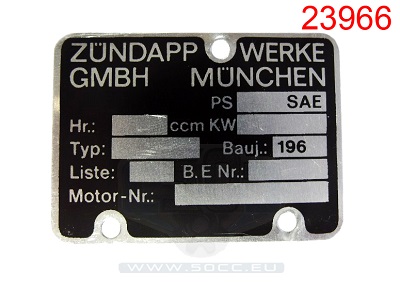 23966
ZÜNDAPP WERKE
GMBH MÜNCHEN
PS SAE
Hr.: ccm KW
Typ: Bauj.: 196
Liste: B.E Nr.:
Motor-Nr.:
www.50cc.eu